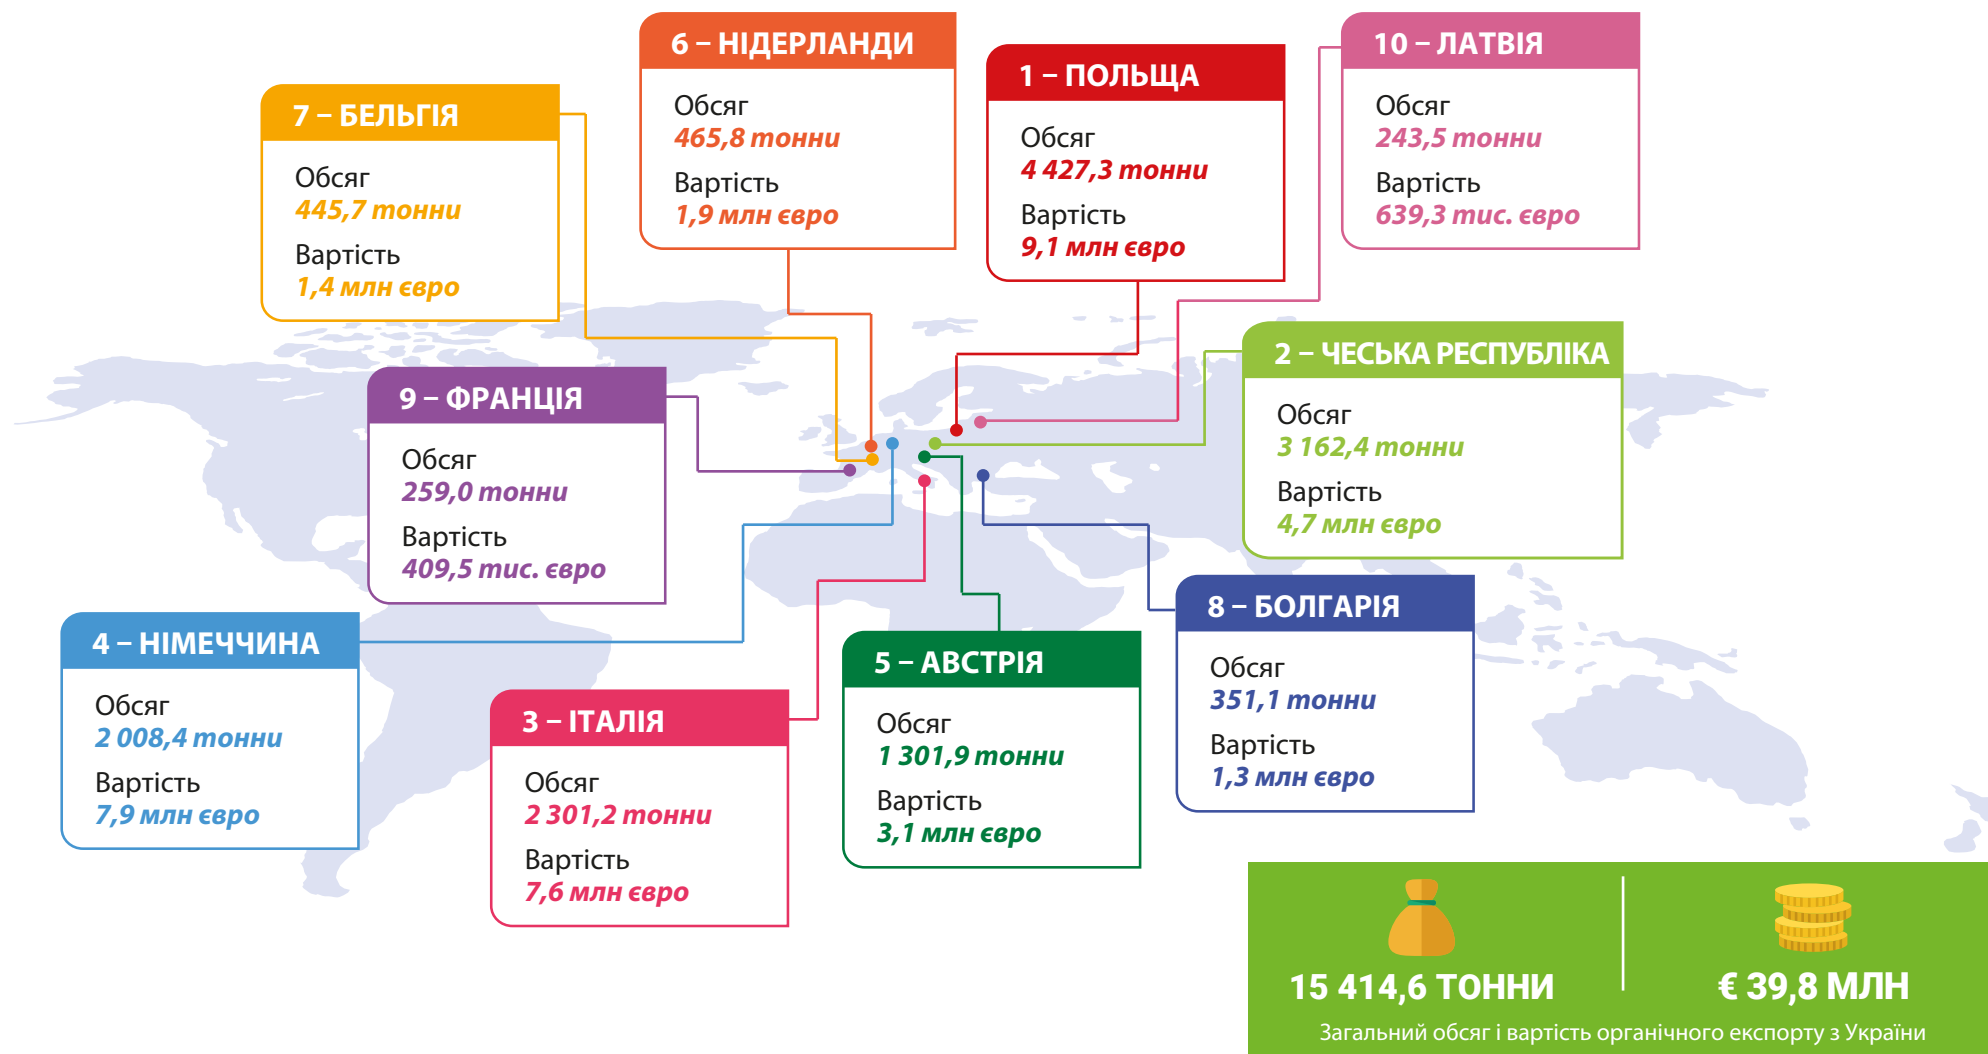 6 – НІДЕРЛАНДИ
Обсяг
465,8 тонни
Вартість
1,9 млн євро
10 – ЛАТВІЯ
Обсяг
243,5 тонни
Вартість
639,3 тис. євро
1 – ПОЛЬЩА
Обсяг
4 427,3 тонни
Вартість
9,1 млн євро
7 – БЕЛЬГІЯ
Обсяг
445,7 тонни
Вартість
1,4 млн євро
2 – ЧЕСЬКА РЕСПУБЛІКА
Обсяг
3 162,4 тонни
Вартість
4,7 млн євро
9 – ФРАНЦІЯ
Обсяг
259,0 тонни
Вартість
409,5 тис. євро
8 – БОЛГАРІЯ
Обсяг
351,1 тонни
Вартість
1,3 млн євро
4 – НІМЕЧЧИНА
Обсяг
2 008,4 тонни
Вартість
7,9 млн євро
5 – АВСТРІЯ
Обсяг
1 301,9 тонни
Вартість
3,1 млн євро
3 – ІТАЛІЯ
Обсяг
2 301,2 тонни
Вартість
7,6 млн євро
15 414,6 ТОННИ
€ 39,8 МЛН
Загальний обсяг і вартість органічного експорту з України